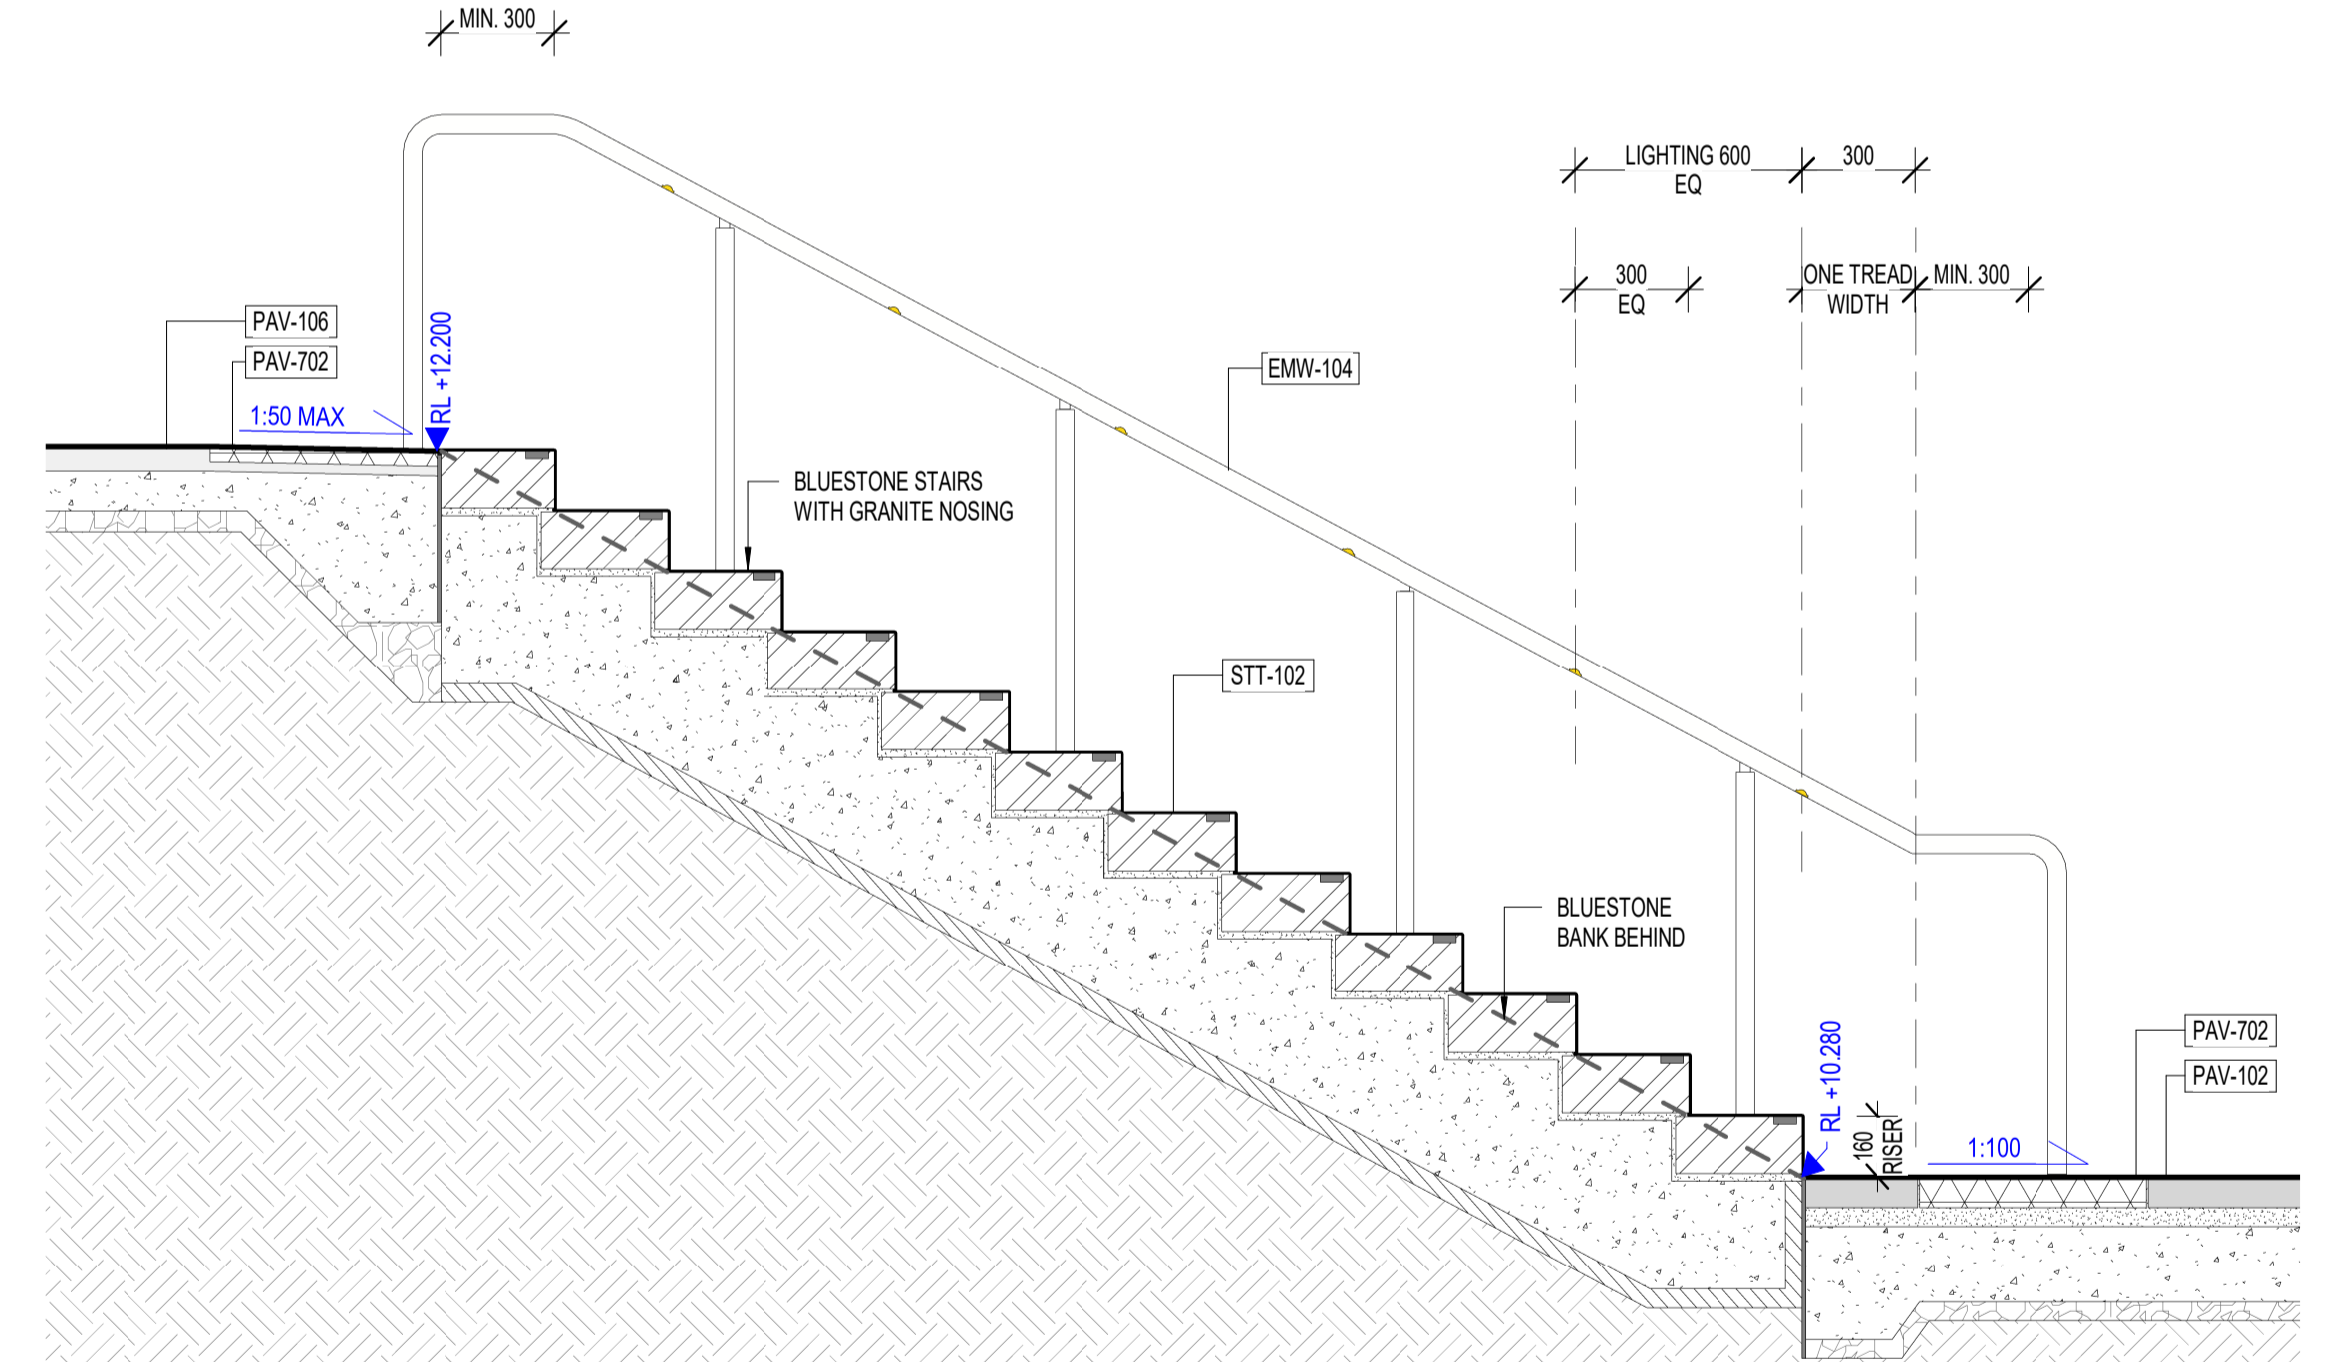 MIN. 300
LIGHTING 600
EQ
300
300
EQ
ONE TREAD
WIDTH
MIN. 300
PAV-106
PAV-702
1:50 MAX
RL +12.200
EMW-104
BLUESTONE STAIRS
WITH GRANITE NOSING
STT-102
BLUESTONE
BANK BEHIND
RL +10.280
160
RISER
1:100
PAV-702
PAV-102